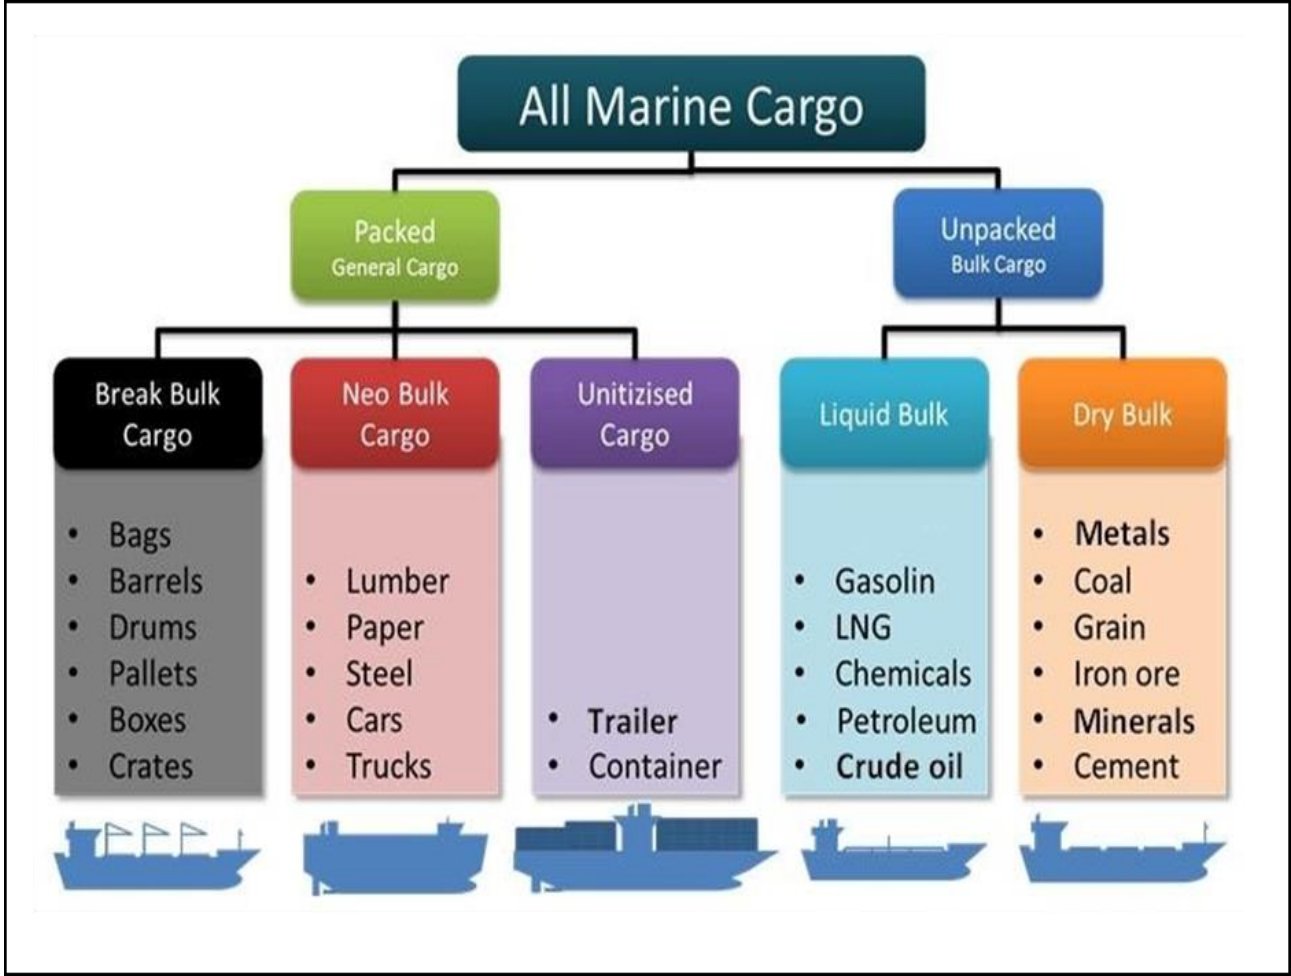 All Marine Cargo
Packed
General Cargo
Unpacked
Bulk Cargo
Break Bulk
Cargo
• Bags
• Barrels
• Drums
• Pallets
• Boxes
• Crates
Neo Bulk
Cargo
• Lumber
• Paper
• Steel
• Cars
• Trucks
Unitizised
Cargo
• Trailer
• Container
Liquid Bulk
• Gasolin
• LNG
• Chemicals
• Petroleum
• Crude oil
Dry Bulk
• Metals
• Coal
• Grain
• Iron ore
• Minerals
• Cement